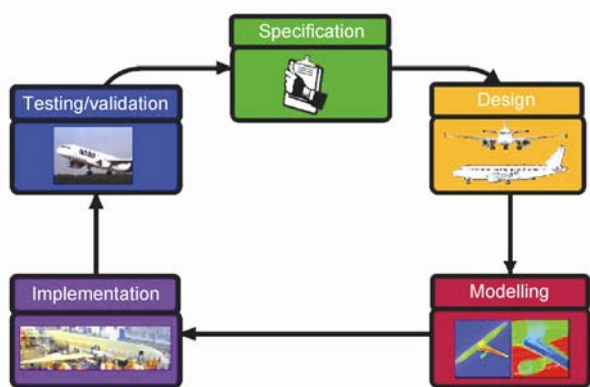 Specification
Testing/validation
Design
Implementation
Modelling